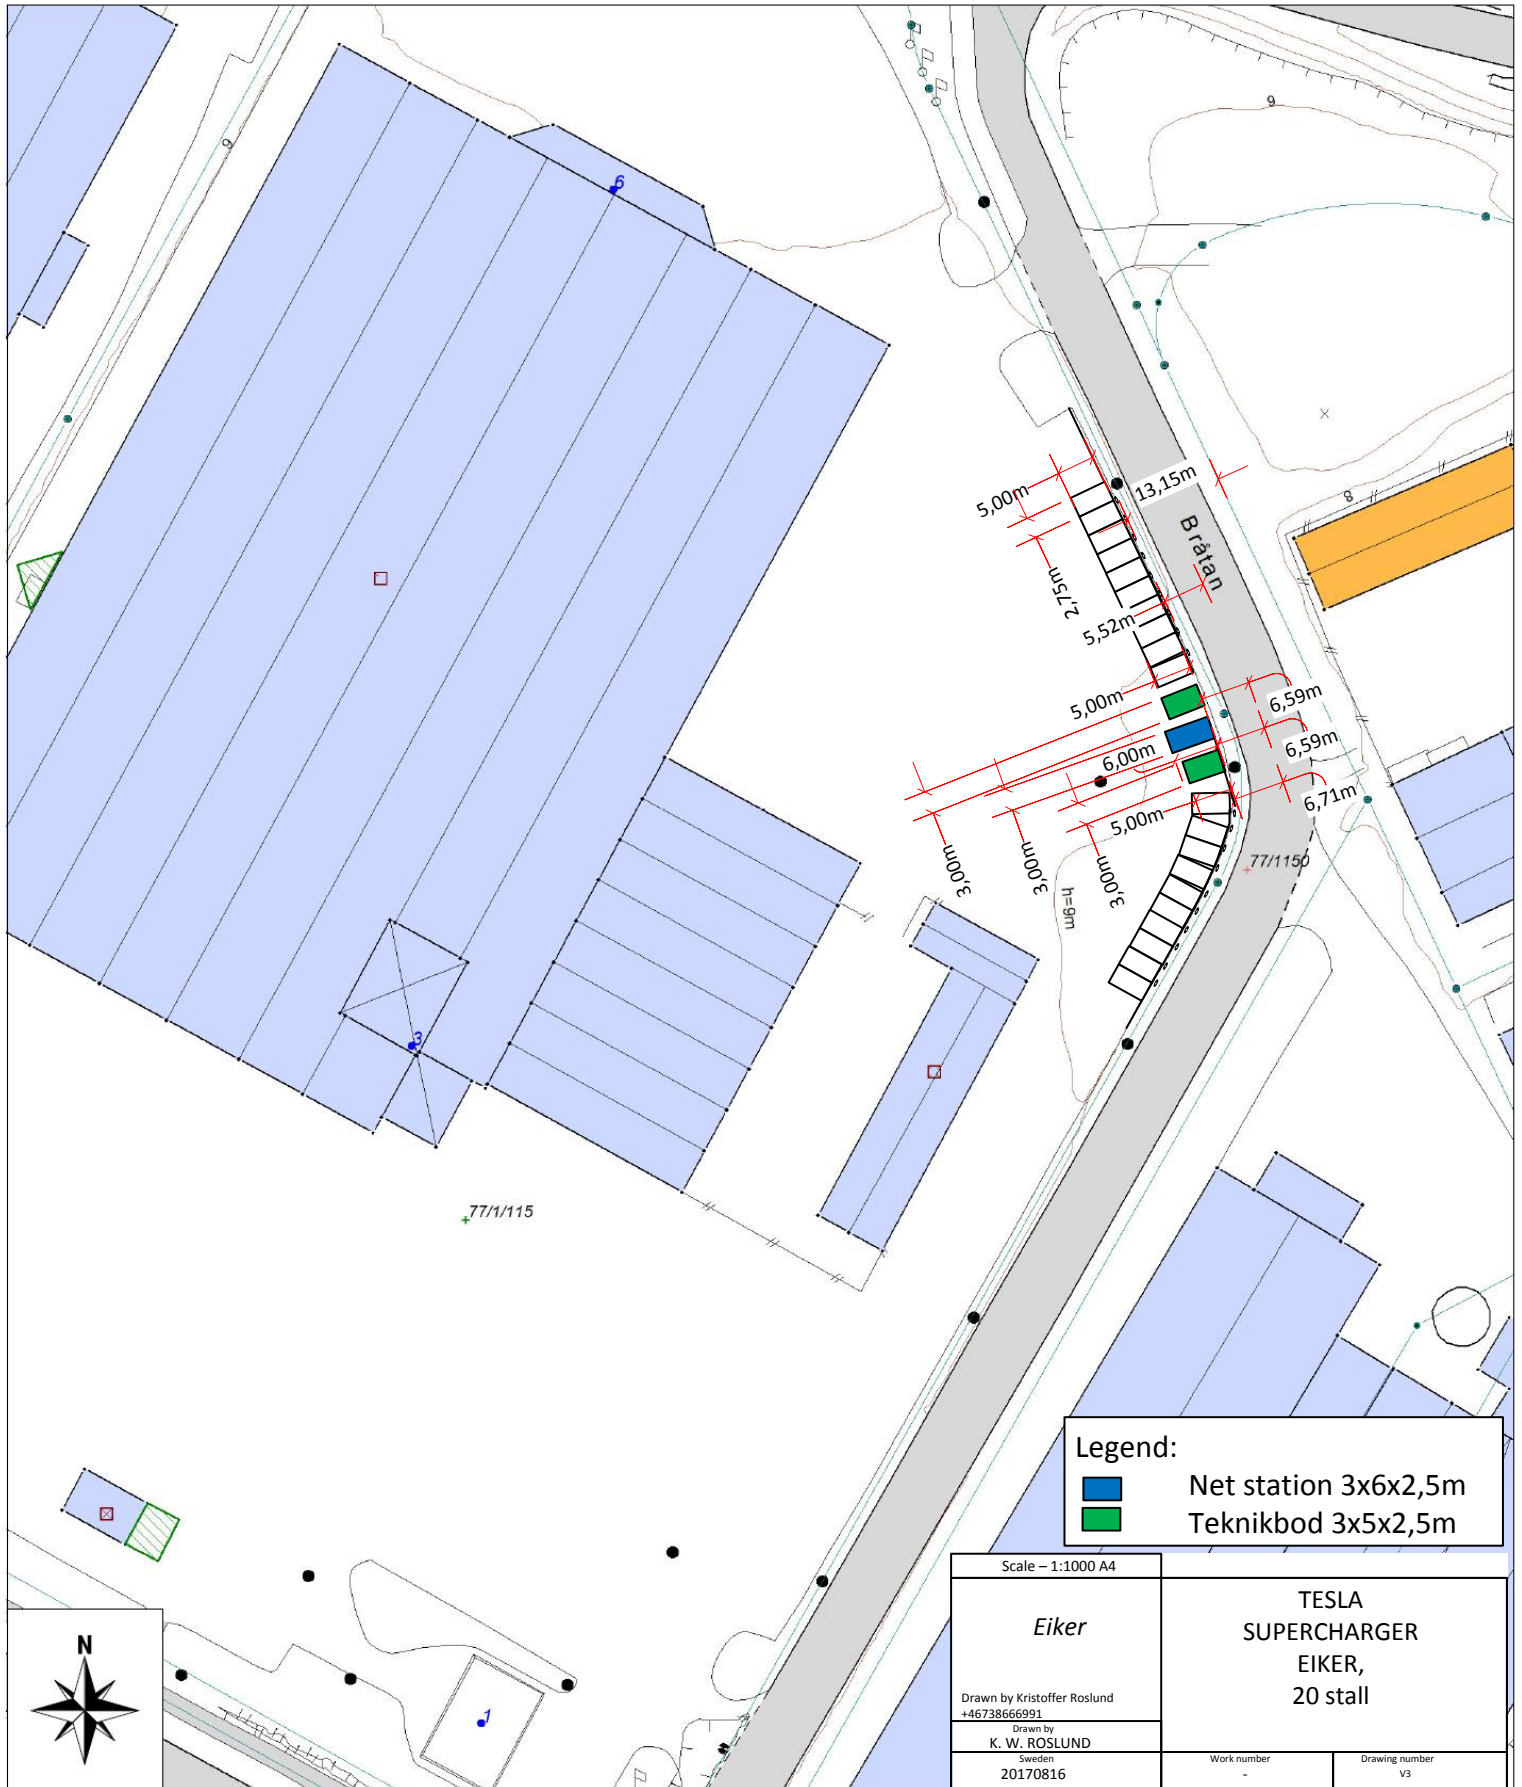 6
9
9
5,00m
13,15m
8
Bråtan
2,75m
5,52m
5,00m
6,59m
6,00m
6,59m
5,00m
6,71m
3,00m
3,00m
3,00m
77/1150
h=9m
3
77/1/115
1
Legend:
Net station 3x6x2,5m
Teknikbod 3x5x2,5m
Scale – 1:1000 A4
Eiker
TESLA
SUPERCHARGER
EIKER,
20 stall
Drawn by Kristoffer Roslund
+46738666991
Drawn by
K. W. ROSLUND
Sweden
20170816
Work number
-
Drawing number
V3
N